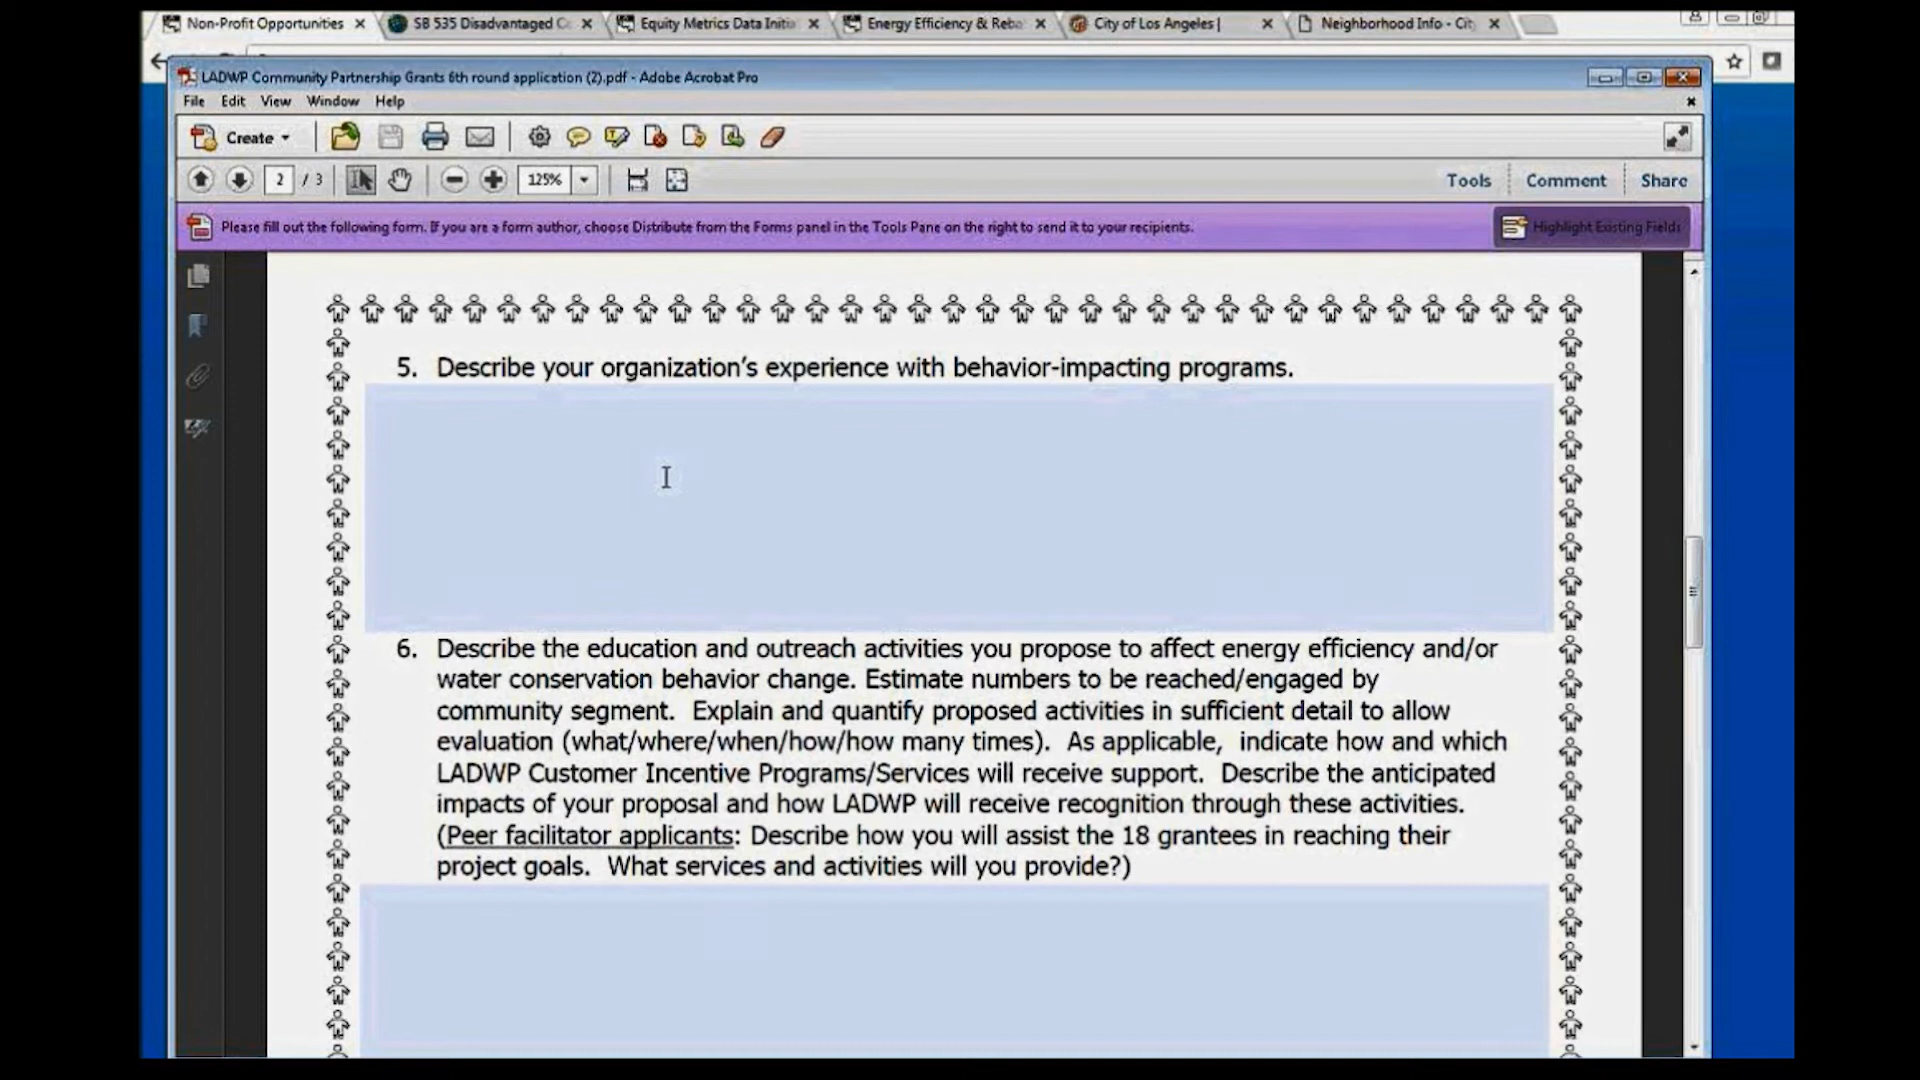 Non-Profit Opportunities
SB 535 Disadvantaged Co
Equity Metrics Data Initia
Energy Efficiency & Reba
City of Los Angeles |
Neighborhood Info - City
LADWP Community Partnership Grants 6th round application (2).pdf - Adobe Acrobat Pro
File Edit View Window Help
Create
2 / 3
125%
Tools
Comment
Share
Please fill out the following form. If you are a form author, choose Distribute from the Forms panel in the Tools Pane on the right to send it to your recipients.
Highlight Existing Fields
5. Describe your organization's experience with behavior-impacting programs.
6. Describe the education and outreach activities you propose to affect energy efficiency and/or
water conservation behavior change. Estimate numbers to be reached/engaged by
community segment. Explain and quantify proposed activities in sufficient detail to allow
evaluation (what/where/when/how/how many times). As applicable, indicate how and which
LADWP Customer Incentive Programs/Services will receive support. Describe the anticipated
impacts of your proposal and how LADWP will receive recognition through these activities.
(Peer facilitator applicants: Describe how you will assist the 18 grantees in reaching their
project goals. What services and activities will you provide?)